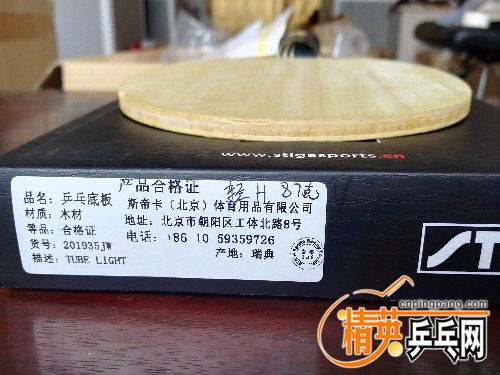 www.stigasports.cn
产品合格证 轻 H 87克
品名: 乒乓底板 斯帝卡（北京）体育用品有限公司
材质: 木材 地址: 北京市朝阳区工体北路8号
等品: 合格证 电话: +86 10 59359726
货号: 201935JW 产地: 瑞典
描述: TUBE LIGHT
ST
cnpingpang.com
精英乒乓网